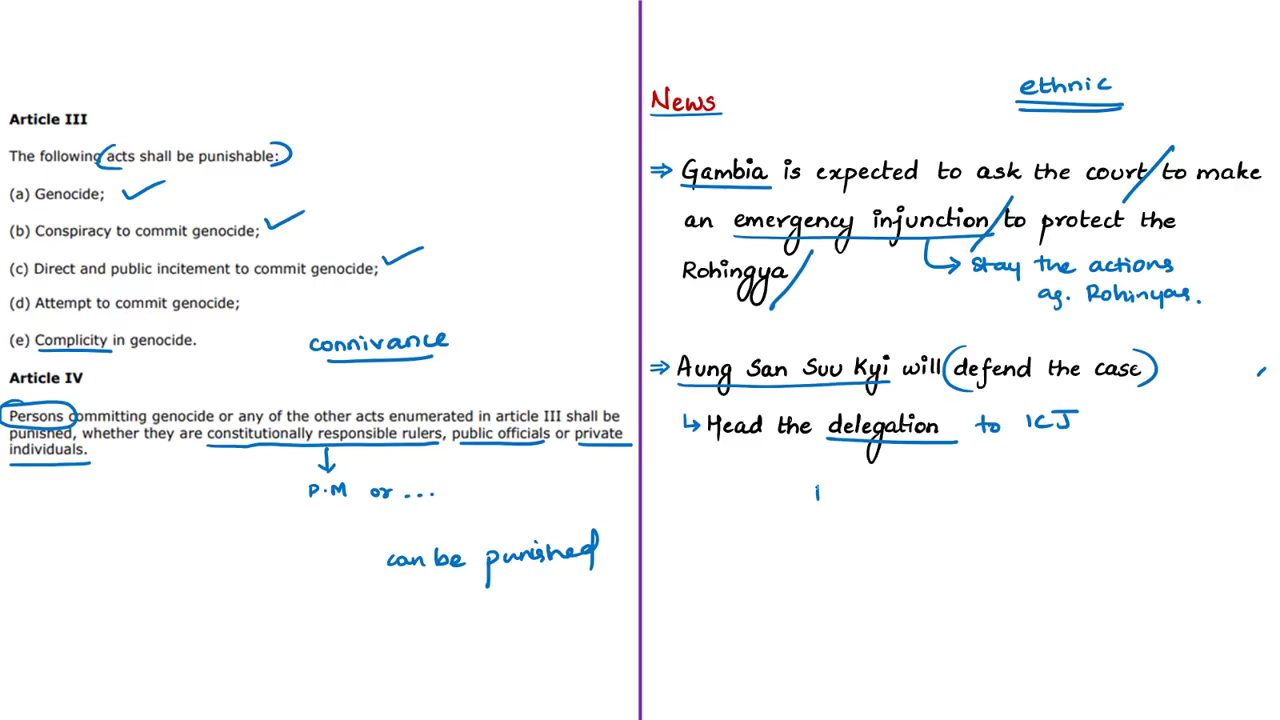 Article III
The following acts shall be punishable:
(a) Genocide;
(b) Conspiracy to commit genocide;
(c) Direct and public incitement to commit genocide;
(d) Attempt to commit genocide;
(e) Complicity in genocide.
connivance
Article IV
Persons committing genocide or any of the other acts enumerated in article III shall be
punished, whether they are constitutionally responsible rulers, public officials or private
individuals.
P.M or ...
can be punished
ethnic
News
⇒ Gambia is expected to ask the court to make
an emergency injunction to protect the
Rohingya
↳ Stay the actions
ag. Rohinyas.
⇒ Aung San Suu Kyi will (defend the case)
↳ Head the delegation to ICJ